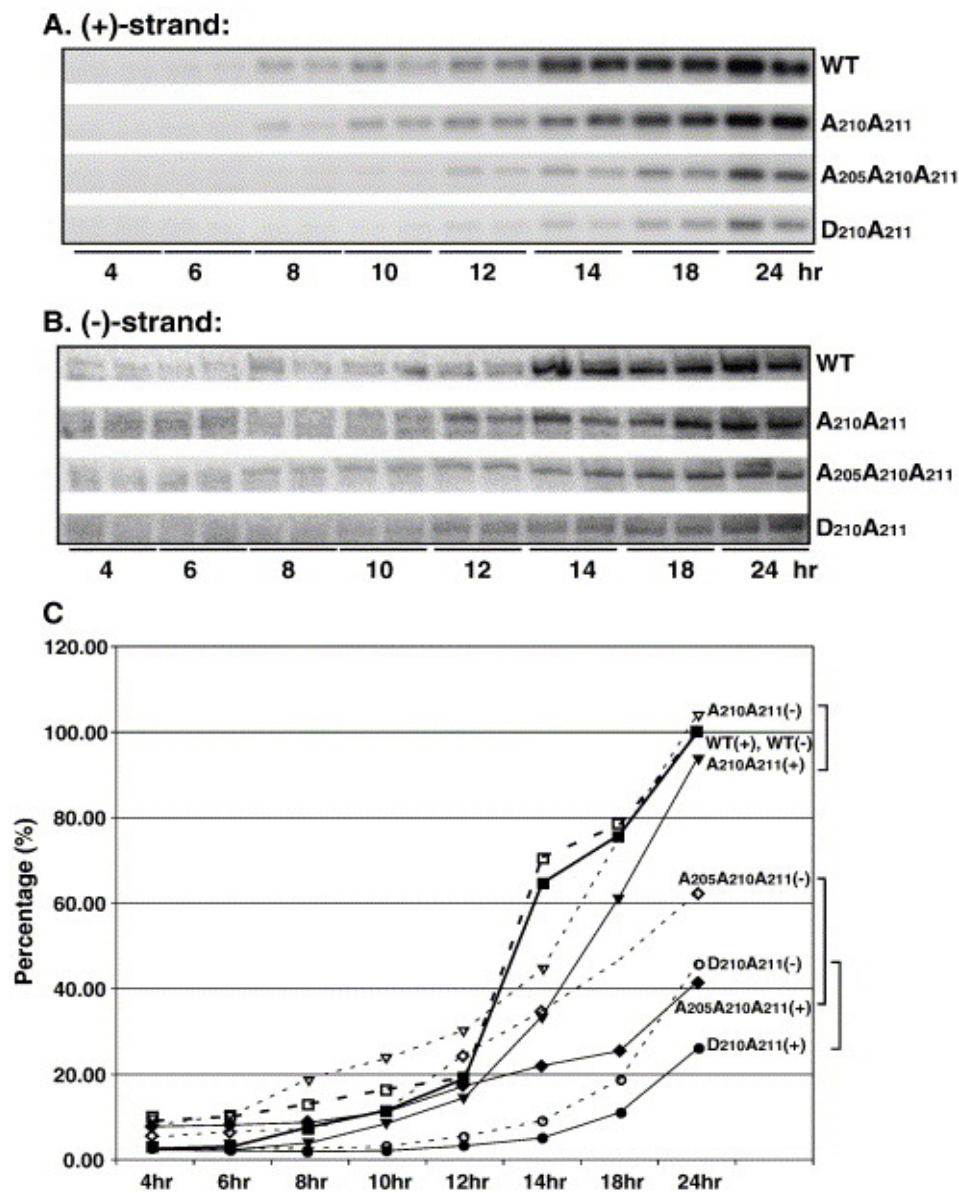 A. (+)-strand:
WT
A210A211
A205A210A211
D210A211
4 6 8 10 12 14 18 24 hr
B. (-)-strand:
WT
A210A211
A205A210A211
D210A211
4 6 8 10 12 14 18 24 hr
C
Percentage (%)
120.00
100.00
80.00
60.00
40.00
20.00
0.00
A210A211(-)
WT(+), WT(-)
A210A211(+)
A205A210A211(-)
D210A211(-)
A205A210A211(+)
D210A211(+)
4hr 6hr 8hr 10hr 12hr 14hr 18hr 24hr